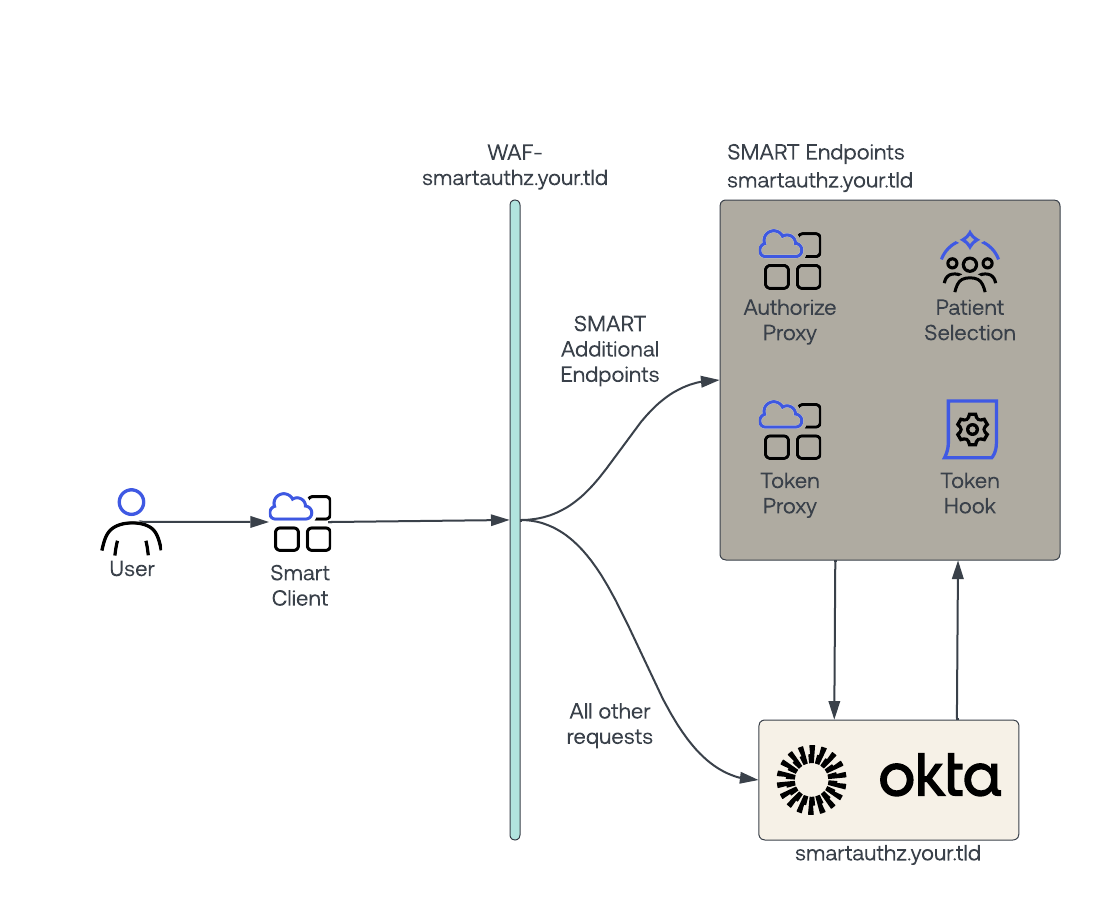 WAF-
smartauthz.your.tld
SMART Endpoints
smartauthz.your.tld
Authorize
Proxy
Patient
Selection
SMART
Additional
Endpoints
Token
Proxy
Token
Hook
User
Smart
Client
All other
requests
okta
smartauthz.your.tld